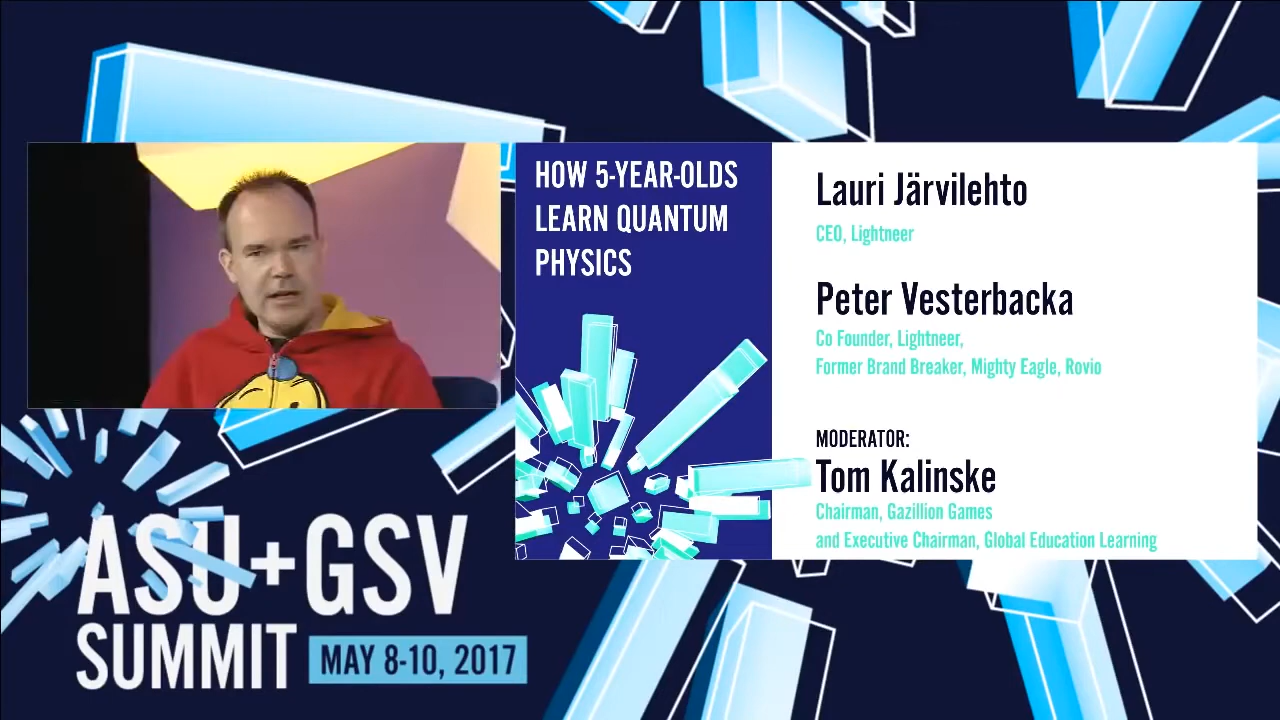 HOW 5-YEAR-OLDS
LEARN QUANTUM
PHYSICS
Lauri Järvilehto
CEO, Lightneer
Peter Vesterbacka
Co Founder, Lightneer,
Former Brand Breaker, Mighty Eagle, Rovio
MODERATOR:
Tom Kalinske
Chairman, Gazillion Games
and Executive Chairman, Global Education Learning
ASU+GSV
SUMMIT
MAY 8-10, 2017